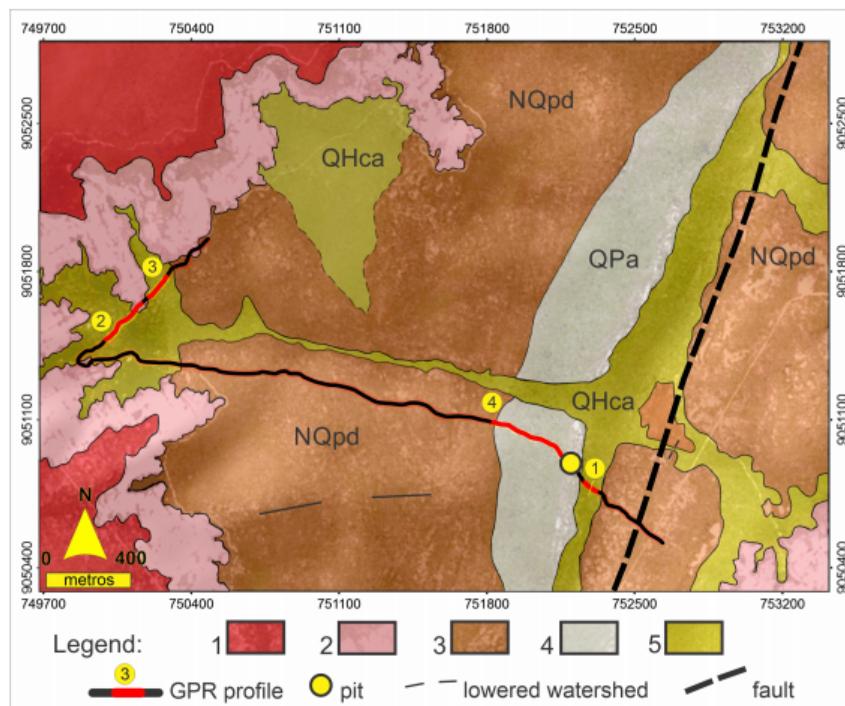 749700 750400 751100 751800 752500 753200
9052500 9052500
NQpd
QHca
QPa
NQpd
9051800 3 9051800
2
4
9051100 QHca 9051100
NQpd
1
N
0 400
metros
9050400 9050400
749700 750400 751100 751800 752500 753200
Legend: 1 2 3 4 5
3 GPR profile pit lowered watershed fault